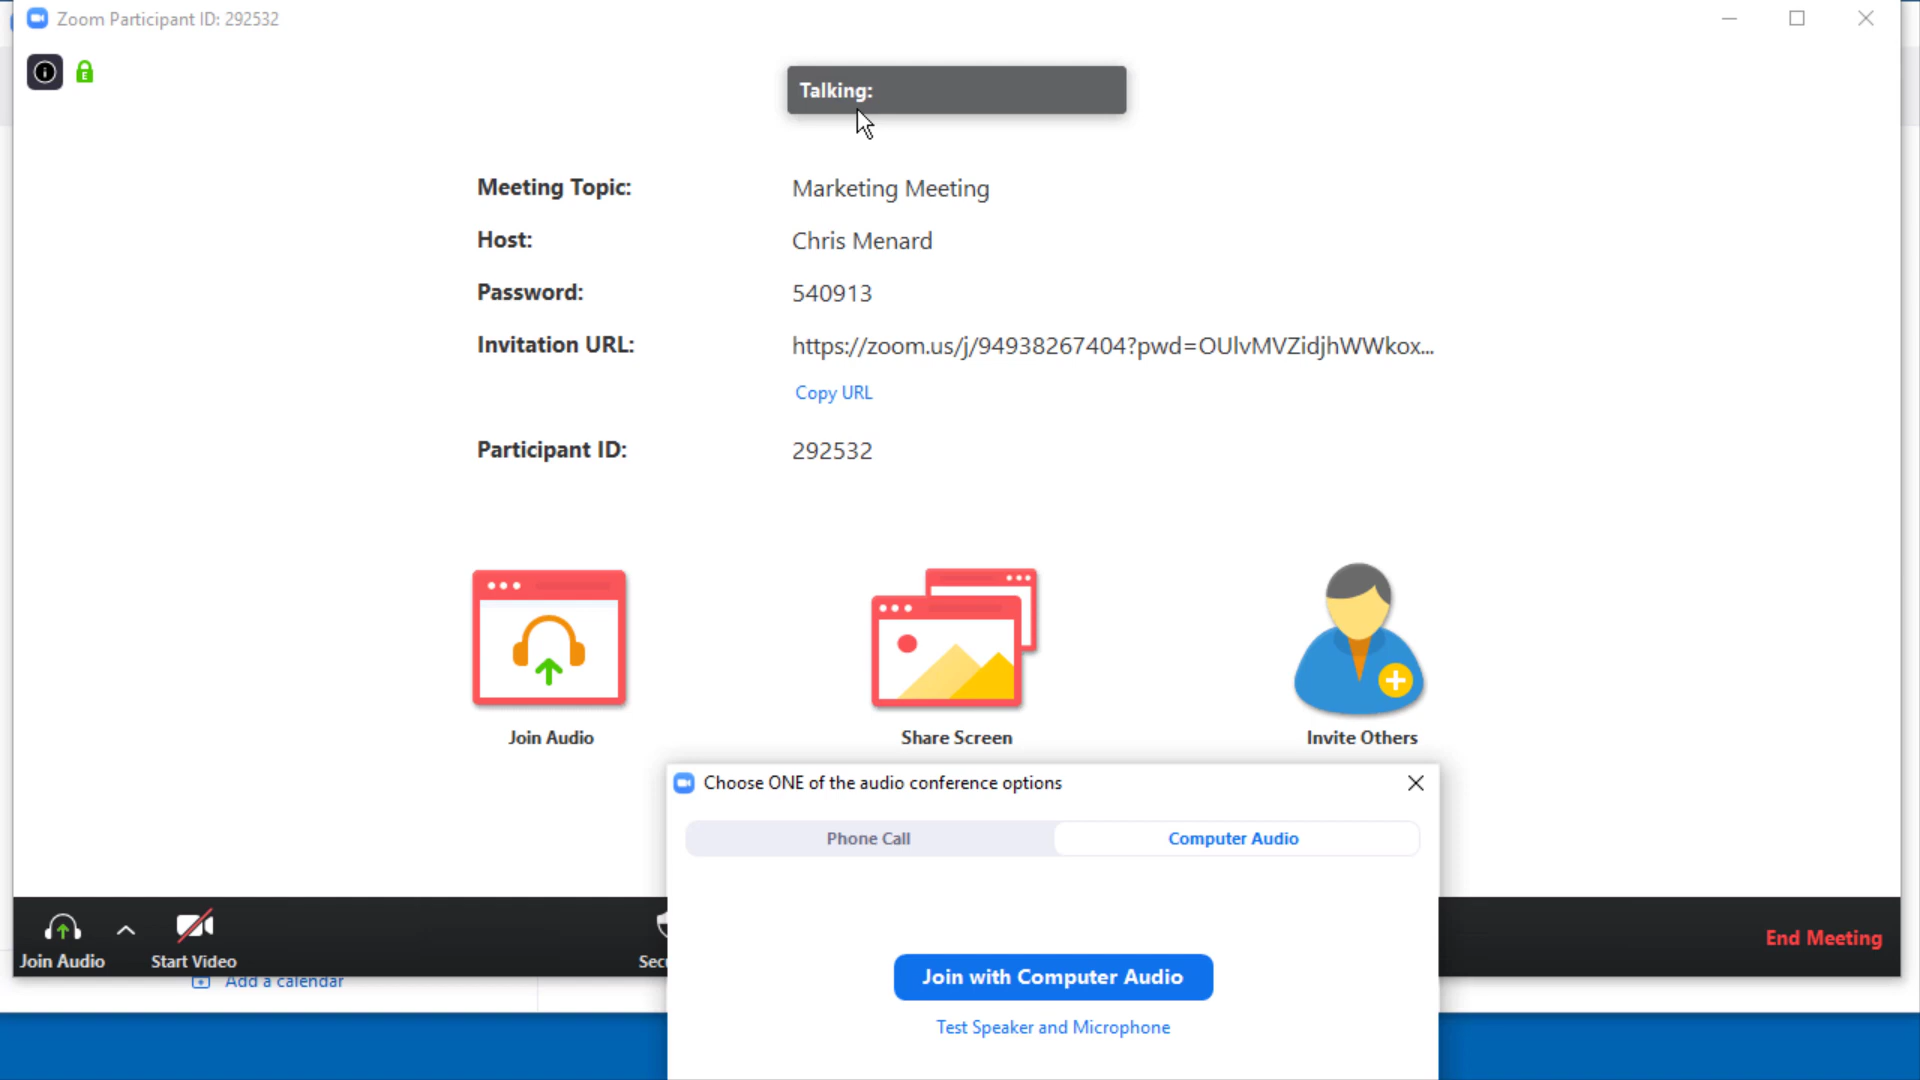 Zoom Participant ID: 292532
Talking:
Meeting Topic: Marketing Meeting
Host: Chris Menard
Password: 540913
Invitation URL: https://zoom.us/j/94938267404?pwd=OUlvMVZidjhWWkox...
Copy URL
Participant ID: 292532
Join Audio Share Screen Invite Others
Choose ONE of the audio conference options
Phone Call Computer Audio
Join Audio Start Video Secu End Meeting
Join with Computer Audio
Add a calendar
Test Speaker and Microphone